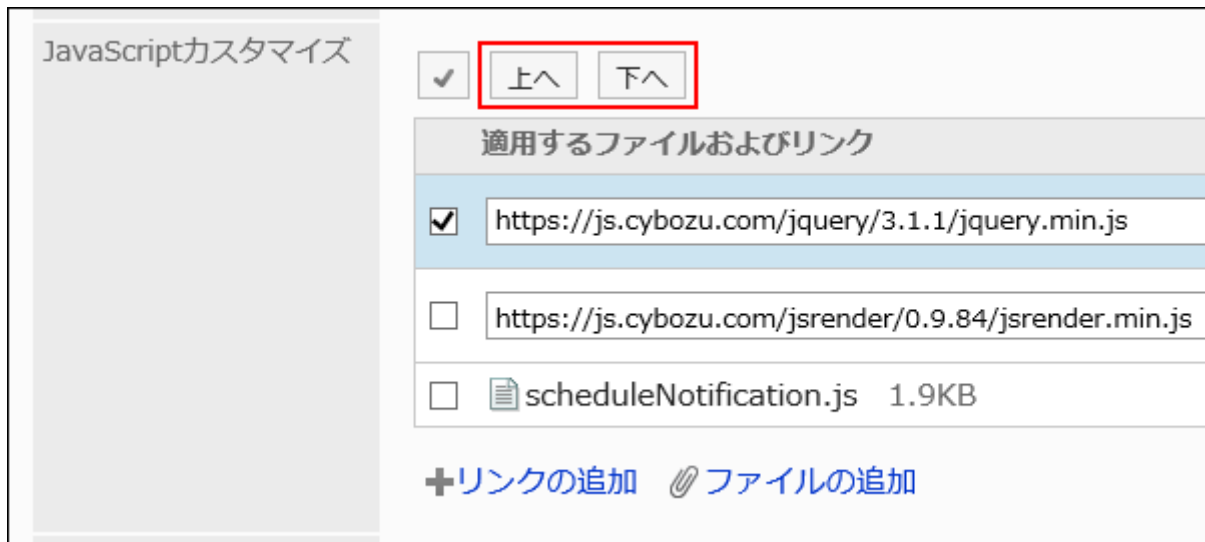 JavaScriptカスタマイズ
上へ 下へ
適用するファイルおよびリンク
https://js.cybozu.com/jquery/3.1.1/jquery.min.js
https://js.cybozu.com/jsrender/0.9.84/jsrender.min.js
scheduleNotification.js 1.9KB
リンクの追加 ファイルの追加